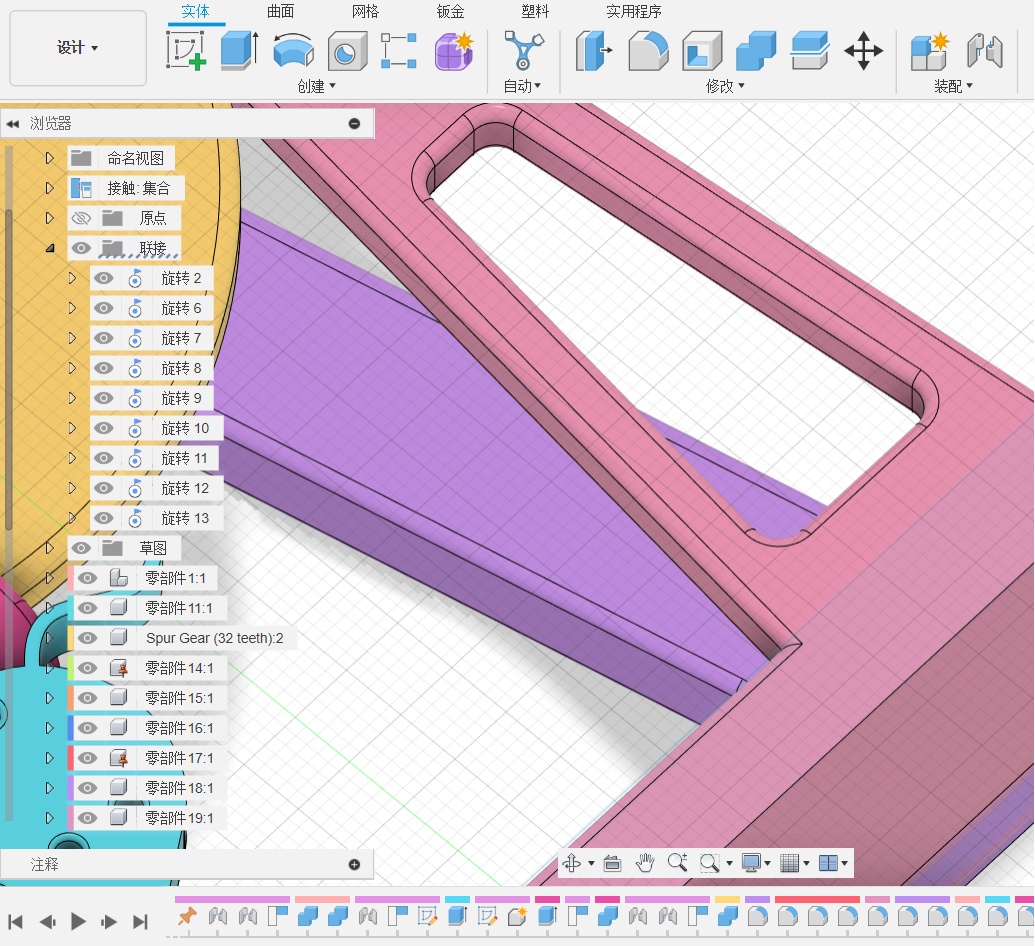 实体 曲面 网格 钣金 塑料 实用程序
设计
创建 自动 修改 装配
浏览器
命名视图
接触: 集合
原点
联接
旋转 2
旋转 6
旋转 7
旋转 8
旋转 9
旋转 10
旋转 11
旋转 12
旋转 13
草图
零部件1:1
零部件11:1
Spur Gear (32 teeth):2
零部件14:1
零部件15:1
零部件16:1
零部件17:1
零部件18:1
零部件19:1
注释